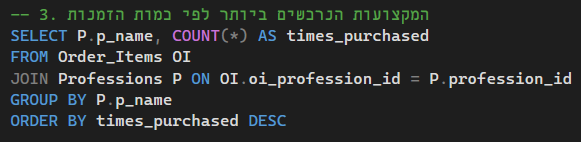 -- 3. המקצועות הנרכשים ביותר לפי כמות הזמנות
SELECT P.p_name, COUNT(*) AS times_purchased
FROM Order_Items OI
JOIN Professions P ON OI.oi_profession_id = P.profession_id
GROUP BY P.p_name
ORDER BY times_purchased DESC